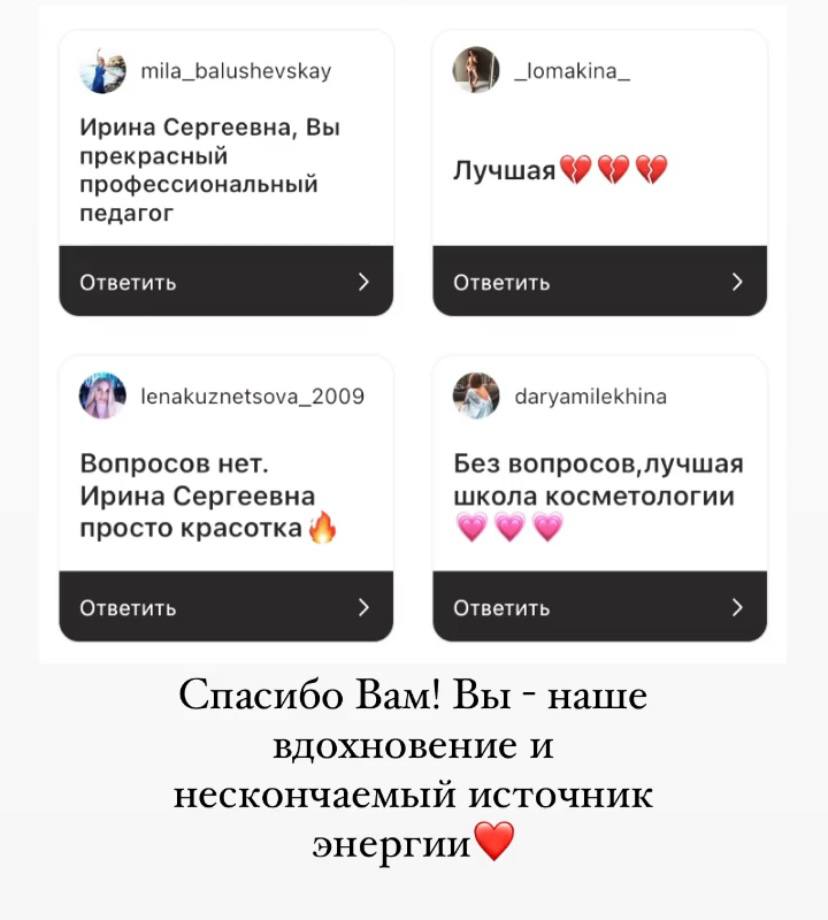 mila_balushevskay
Ирина Сергеевна, Вы
прекрасный
профессиональный
педагог
Ответить
_lomakina_
Лучшая💔💔💔
Ответить
lenakuznetsova_2009
Вопросов нет.
Ирина Сергеевна
просто красотка🔥
Ответить
daryamilekhina
Без вопросов,лучшая
школа косметологии
💗💗💗
Ответить
Спасибо Вам! Вы - наше
вдохновение и
нескончаемый источник
энергии❤️